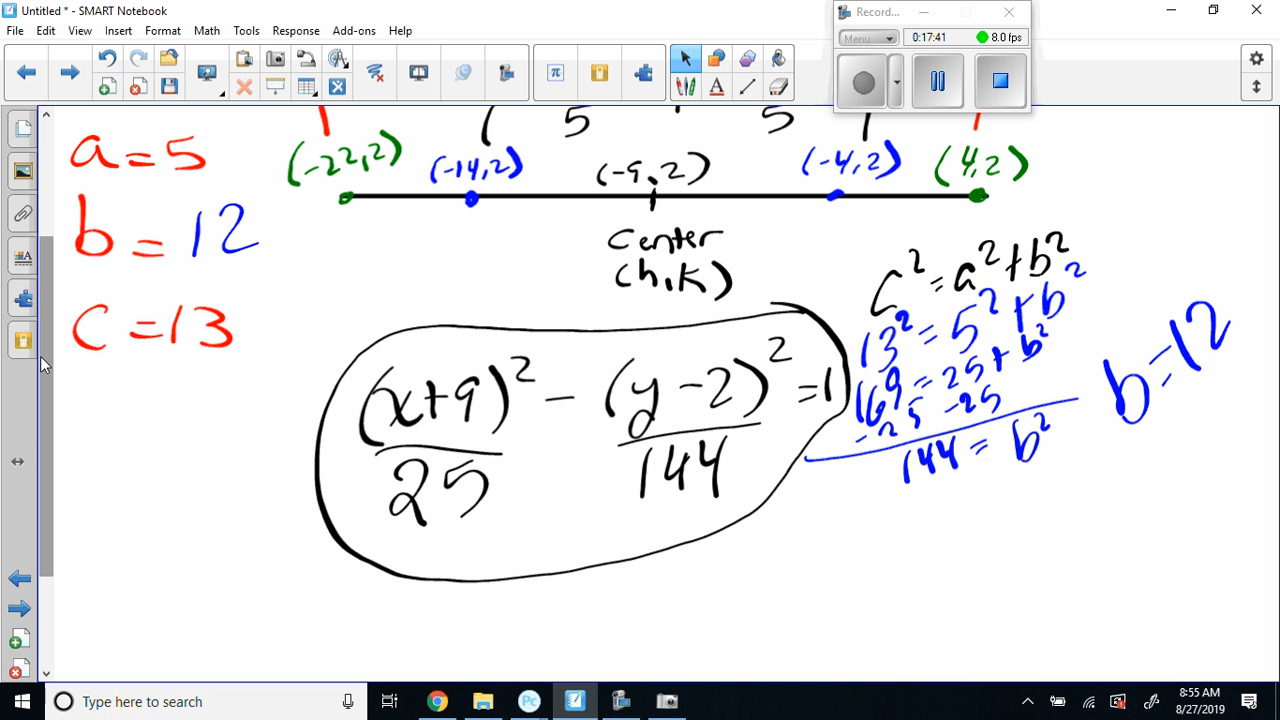 Untitled * - SMART Notebook
Record...
File Edit View Insert Format Math Tools Response Add-ons Help
Menu 0:17:41 8.0 fps
π
A
5 5
a = 5
(-22,2) (-14,2) (-9,2) (-4,2) (4,2)
b = 12
center
(h,k)
c = 13
c² = a² + b²
13² = 5² + b²
169 = 25 + b²
-25 -25
144 = b²
b = 12
(x+9)² - (y-2)² = 1
25 144
Type here to search
Pc
8:55 AM
8/27/2019